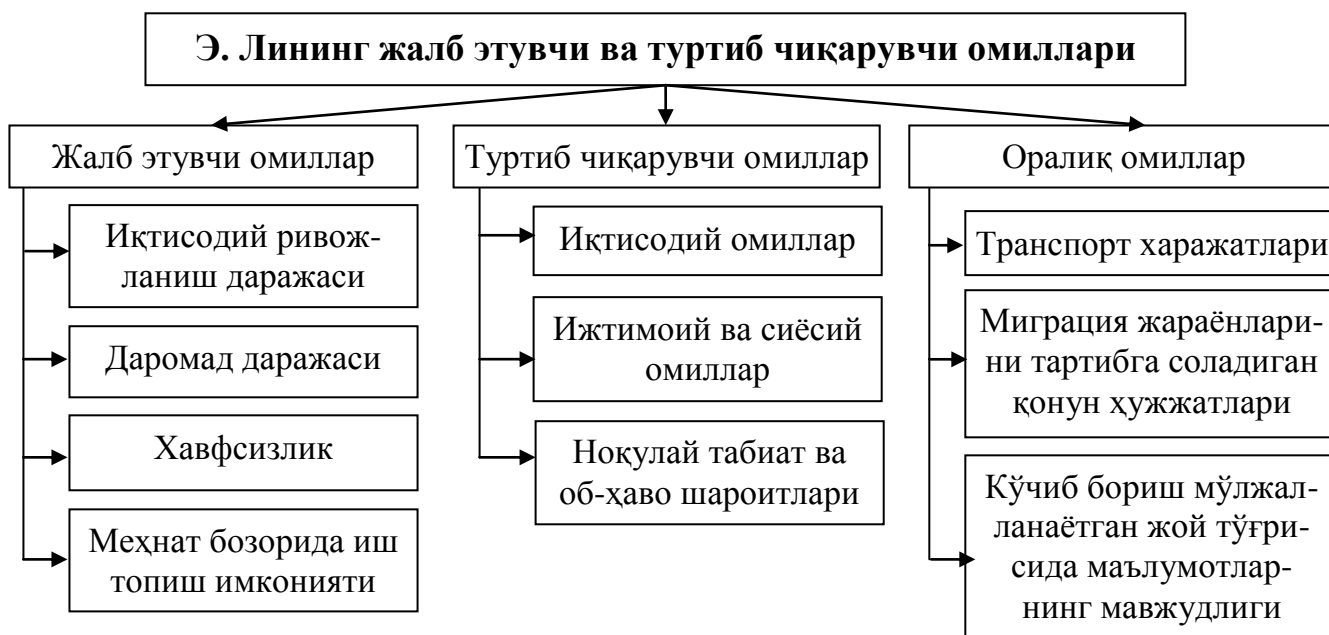 Э. Лининг жалб этувчи ва туртиб чиқарувчи омиллари
Жалб этувчи омиллар
Иқтисодий ривож-
ланиш даражаси
Даромад даражаси
Хавфсизлик
Меҳнат бозорида иш
топиш имконияти
Туртиб чиқарувчи омиллар
Иқтисодий омиллар
Ижтимоий ва сиёсий
омиллар
Ноқулай табиат ва
об-ҳаво шароитлари
Оралиқ омиллар
Транспорт харажатлари
Миграция жараёнлари-
ни тартибга соладиган
қонун ҳужжатлари
Кўчиб бориш мўлжал-
ланаётган жой тўғри-
сида маълумотлар-
нинг мавжудлиги